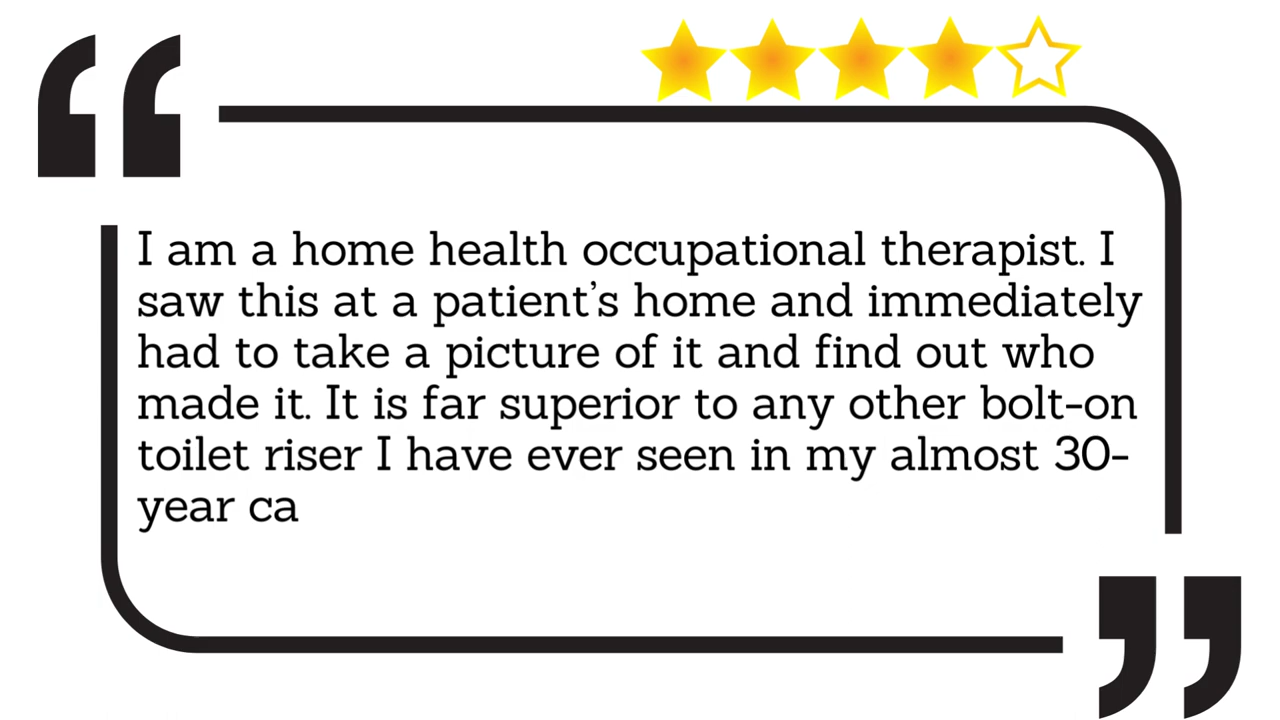 I am a home health occupational therapist. I
saw this at a patient’s home and immediately
had to take a picture of it and find out who
made it. It is far superior to any other bolt-on
toilet riser I have ever seen in my almost 30-
year ca